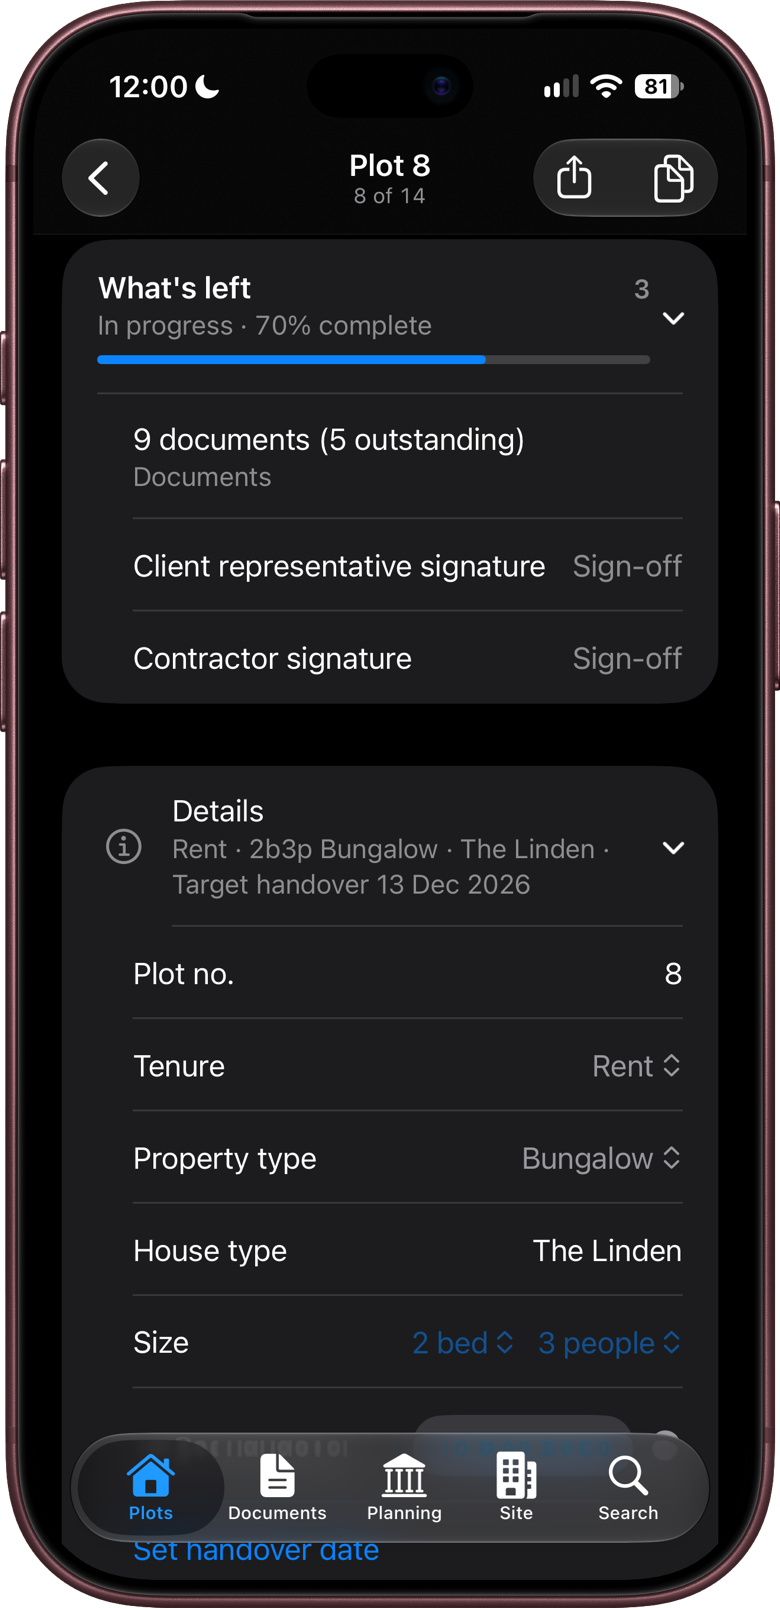 12:00
81
Plot 8
8 of 14
What's left
3
In progress · 70% complete
9 documents (5 outstanding)
Documents
Client representative signature Sign-off
Contractor signature Sign-off
Details
Rent · 2b3p Bungalow · The Linden ·
Target handover 13 Dec 2026
Plot no. 8
Tenure Rent
Property type Bungalow
House type The Linden
Size 2 bed 3 people
Plots Documents Planning Site Search
Set handover date